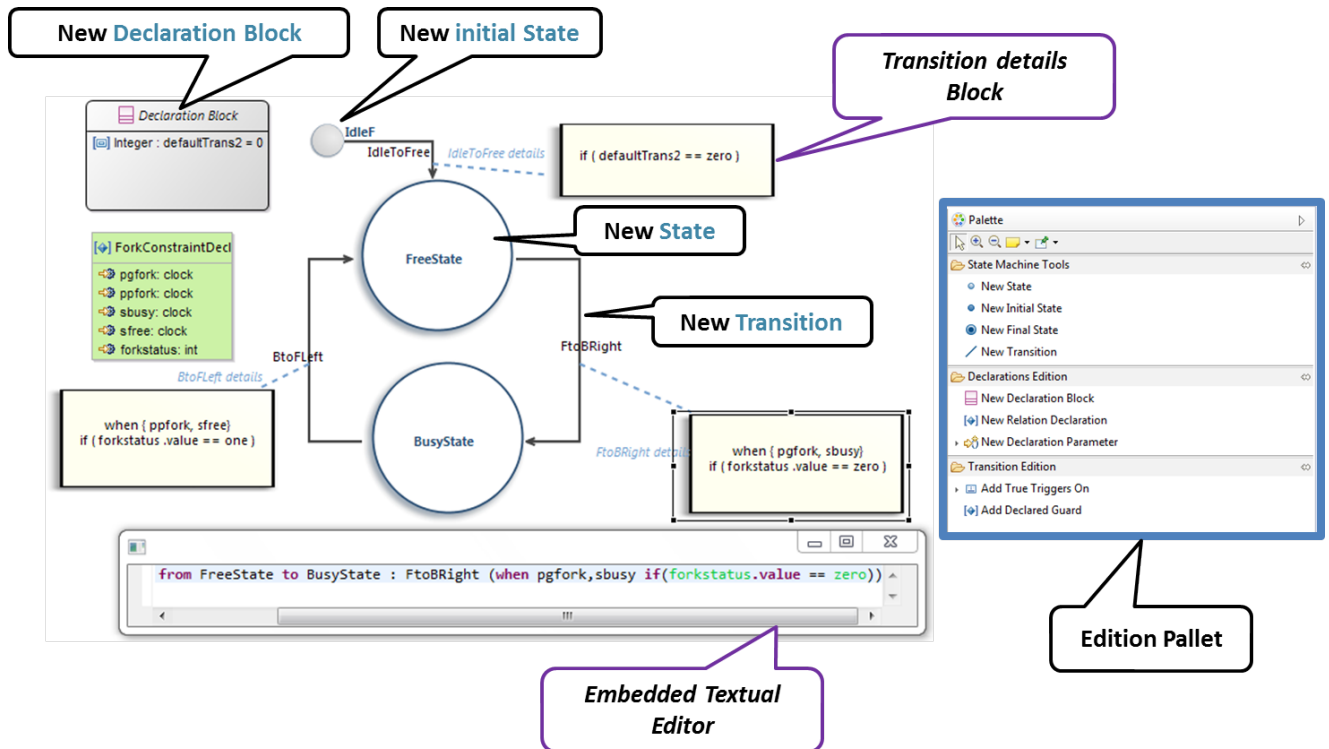 New Declaration Block
New initial State
Transition details
Block
Declaration Block
Integer : defaultTrans2 = 0
IdleF
IdleToFree
IdleToFree details
if ( defaultTrans2 == zero )
New State
FreeState
ForkConstraintDecl
pgfork: clock
ppfork: clock
sbusy: clock
sfree: clock
forkstatus: int
New Transition
BtoFLeft
FtoBRight
BtoFLeft details
when { ppfork, sfree}
if ( forkstatus .value == one )
BusyState
FtoBRight details
when { pgfork, sbusy}
if ( forkstatus .value == zero )
from FreeState to BusyState : FtoBRight (when pgfork,sbusy if(forkstatus.value == zero))
Embedded Textual
Editor
Palette
State Machine Tools
New State
New Initial State
New Final State
New Transition
Declarations Edition
New Declaration Block
New Relation Declaration
New Declaration Parameter
Transition Edition
Add True Triggers On
Add Declared Guard
Edition Pallet